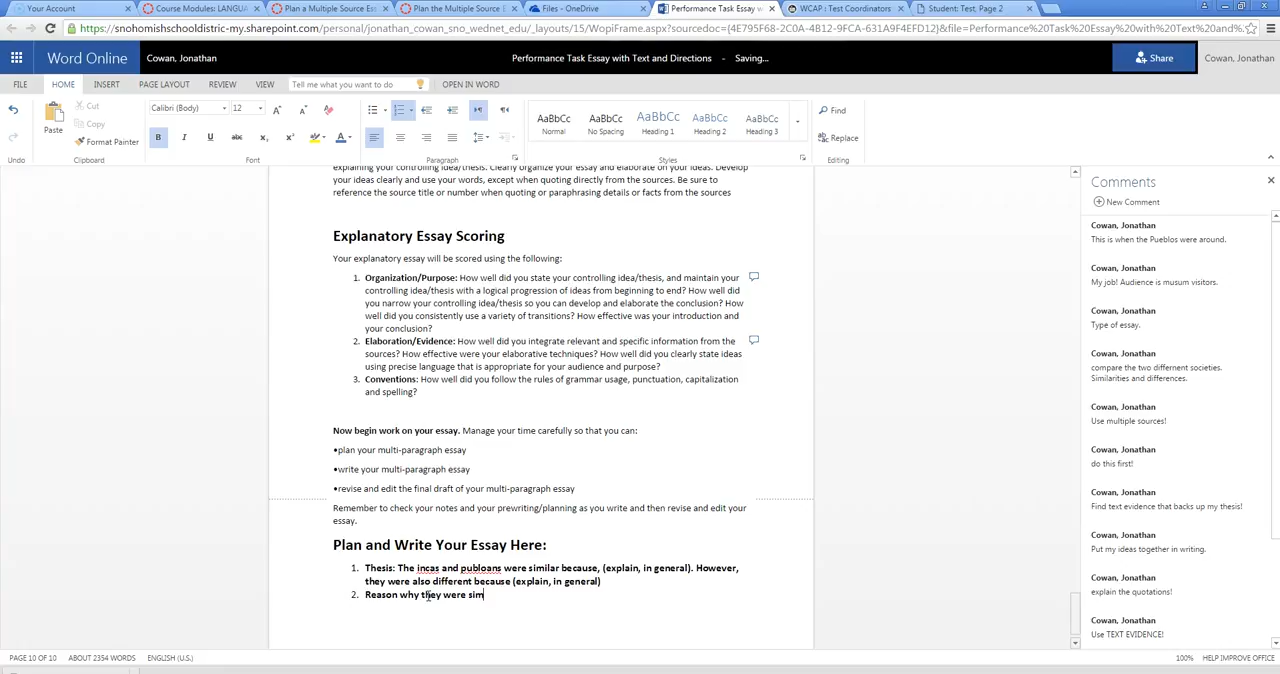 Your Account
Course Modules: LANGUA
Plan a Multiple Source Es
Plan the Multiple Source E
Files - OneDrive
Performance Task Essay w
WCAP : Test Coordinators
Student: Test, Page 2
https://snohomishschooldistric-my.sharepoint.com/personal/jonathan_cowan_sno_wednet_edu/_layouts/15/WopiFrame.aspx?sourcedoc={4E795F68-2C0A-4B12-9FCA-631A9F4EFD12}&file=Performance%20Task%20Essay%20with%20Text%20and%
Word Online
Cowan, Jonathan
Performance Task Essay with Text and Directions - Saving...
Share
Cowan, Jonathan
FILE HOME INSERT PAGE LAYOUT REVIEW VIEW Tell me what you want to do OPEN IN WORD
Paste
Cut
Copy
Format Painter
Calibri (Body) 12
B I U abc x₂ x²
AaBbCc Normal
AaBbCc No Spacing
AaBbCc Heading 1
AaBbCc Heading 2
AaBbCc Heading 3
Find
Replace
Undo Clipboard Font Paragraph Styles Editing
explaining your controlling idea/thesis. Clearly organize your essay and elaborate on your ideas. Develop
your ideas clearly and use your words, except when quoting directly from the sources. Be sure to
reference the source title or number when quoting or paraphrasing details or facts from the sources
Explanatory Essay Scoring
Your explanatory essay will be scored using the following:
1. Organization/Purpose: How well did you state your controlling idea/thesis, and maintain your
controlling idea/thesis with a logical progression of ideas from beginning to end? How well did
you narrow your controlling idea/thesis so you can develop and elaborate the conclusion? How
well did you consistently use a variety of transitions? How effective was your introduction and
your conclusion?
2. Elaboration/Evidence: How well did you integrate relevant and specific information from the
sources? How effective were your elaborative techniques? How well did you clearly state ideas
using precise language that is appropriate for your audience and purpose?
3. Conventions: How well did you follow the rules of grammar usage, punctuation, capitalization
and spelling?
Now begin work on your essay. Manage your time carefully so that you can:
•plan your multi-paragraph essay
•write your multi-paragraph essay
•revise and edit the final draft of your multi-paragraph essay
Remember to check your notes and your prewriting/planning as you write and then revise and edit your
essay.
Plan and Write Your Essay Here:
1. Thesis: The incas and publoans were similar because, (explain, in general). However,
they were also different because (explain, in general)
2. Reason why they were sim
Comments
New Comment
Cowan, Jonathan
This is when the Pueblos were around.
Cowan, Jonathan
My job! Audience is musum visitors.
Cowan, Jonathan
Type of essay.
Cowan, Jonathan
compare the two differrent societies.
Similarities and differences.
Cowan, Jonathan
Use multiple sources!
Cowan, Jonathan
do this first!
Cowan, Jonathan
Find text evidence that backs up my thesis!
Cowan, Jonathan
Put my ideas together in writing.
Cowan, Jonathan
explain the quotations!
Cowan, Jonathan
Use TEXT EVIDENCE!
PAGE 10 OF 10 ABOUT 2354 WORDS ENGLISH (U.S.) 100% HELP IMPROVE OFFICE